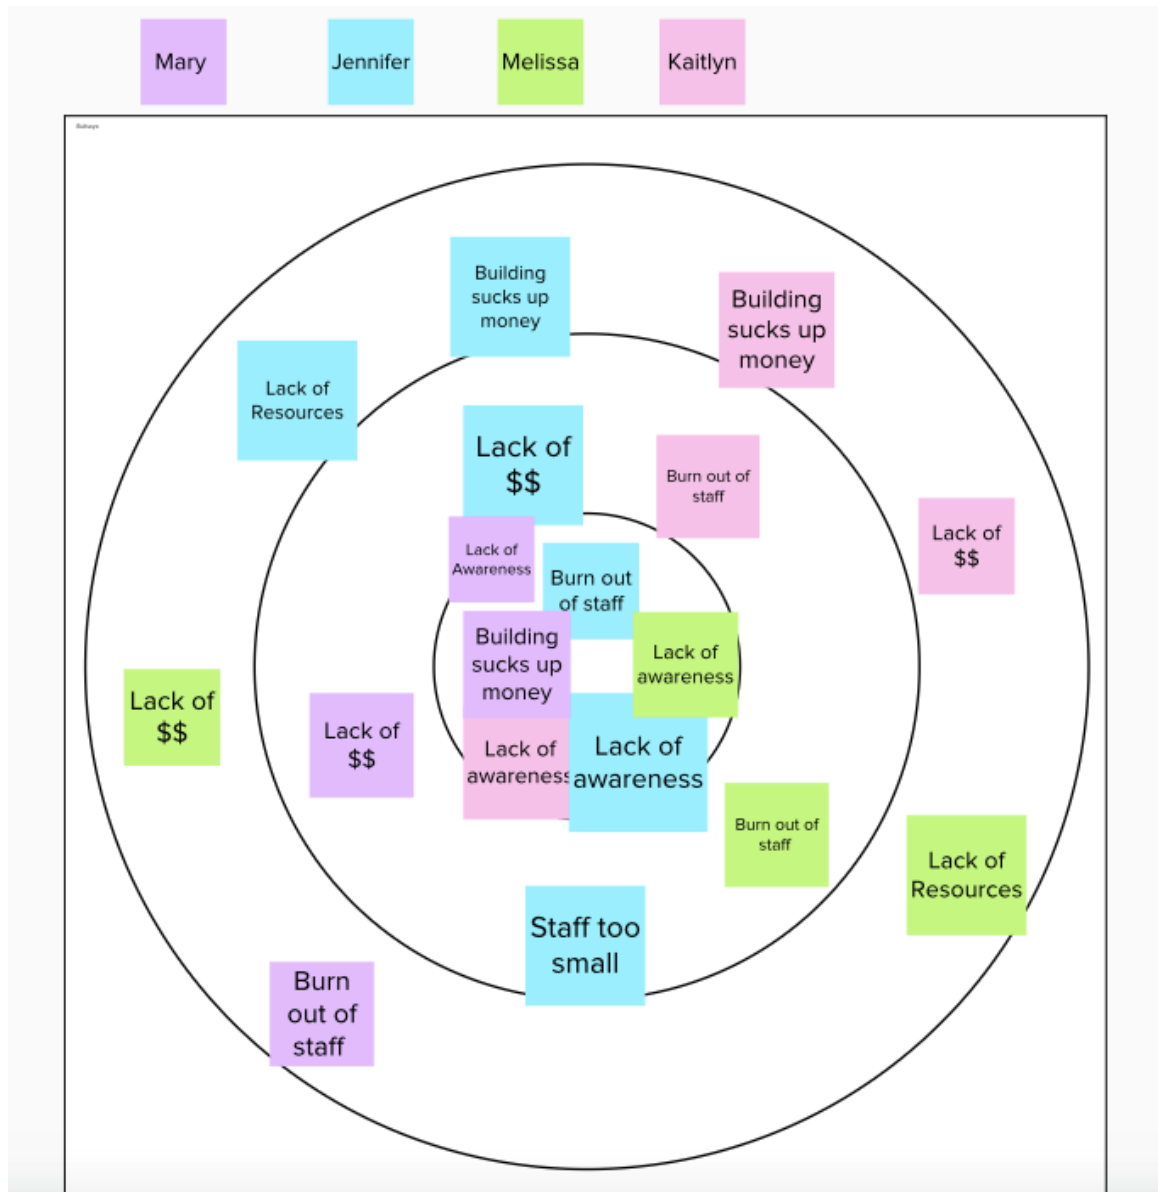 Mary
Jennifer
Melissa
Kaitlyn
Building
sucks up
money
Building
sucks up
money
Lack of
Resources
Lack of
$$
Burn out of
staff
Lack of
$$
Lack of
Awareness
Burn out
of staff
Building
sucks up
money
Lack of
awareness
Lack of
$$
Lack of
$$
Lack of
awareness
Lack of
awareness
Burn out of
staff
Lack of
Resources
Staff too
small
Burn
out of
staff